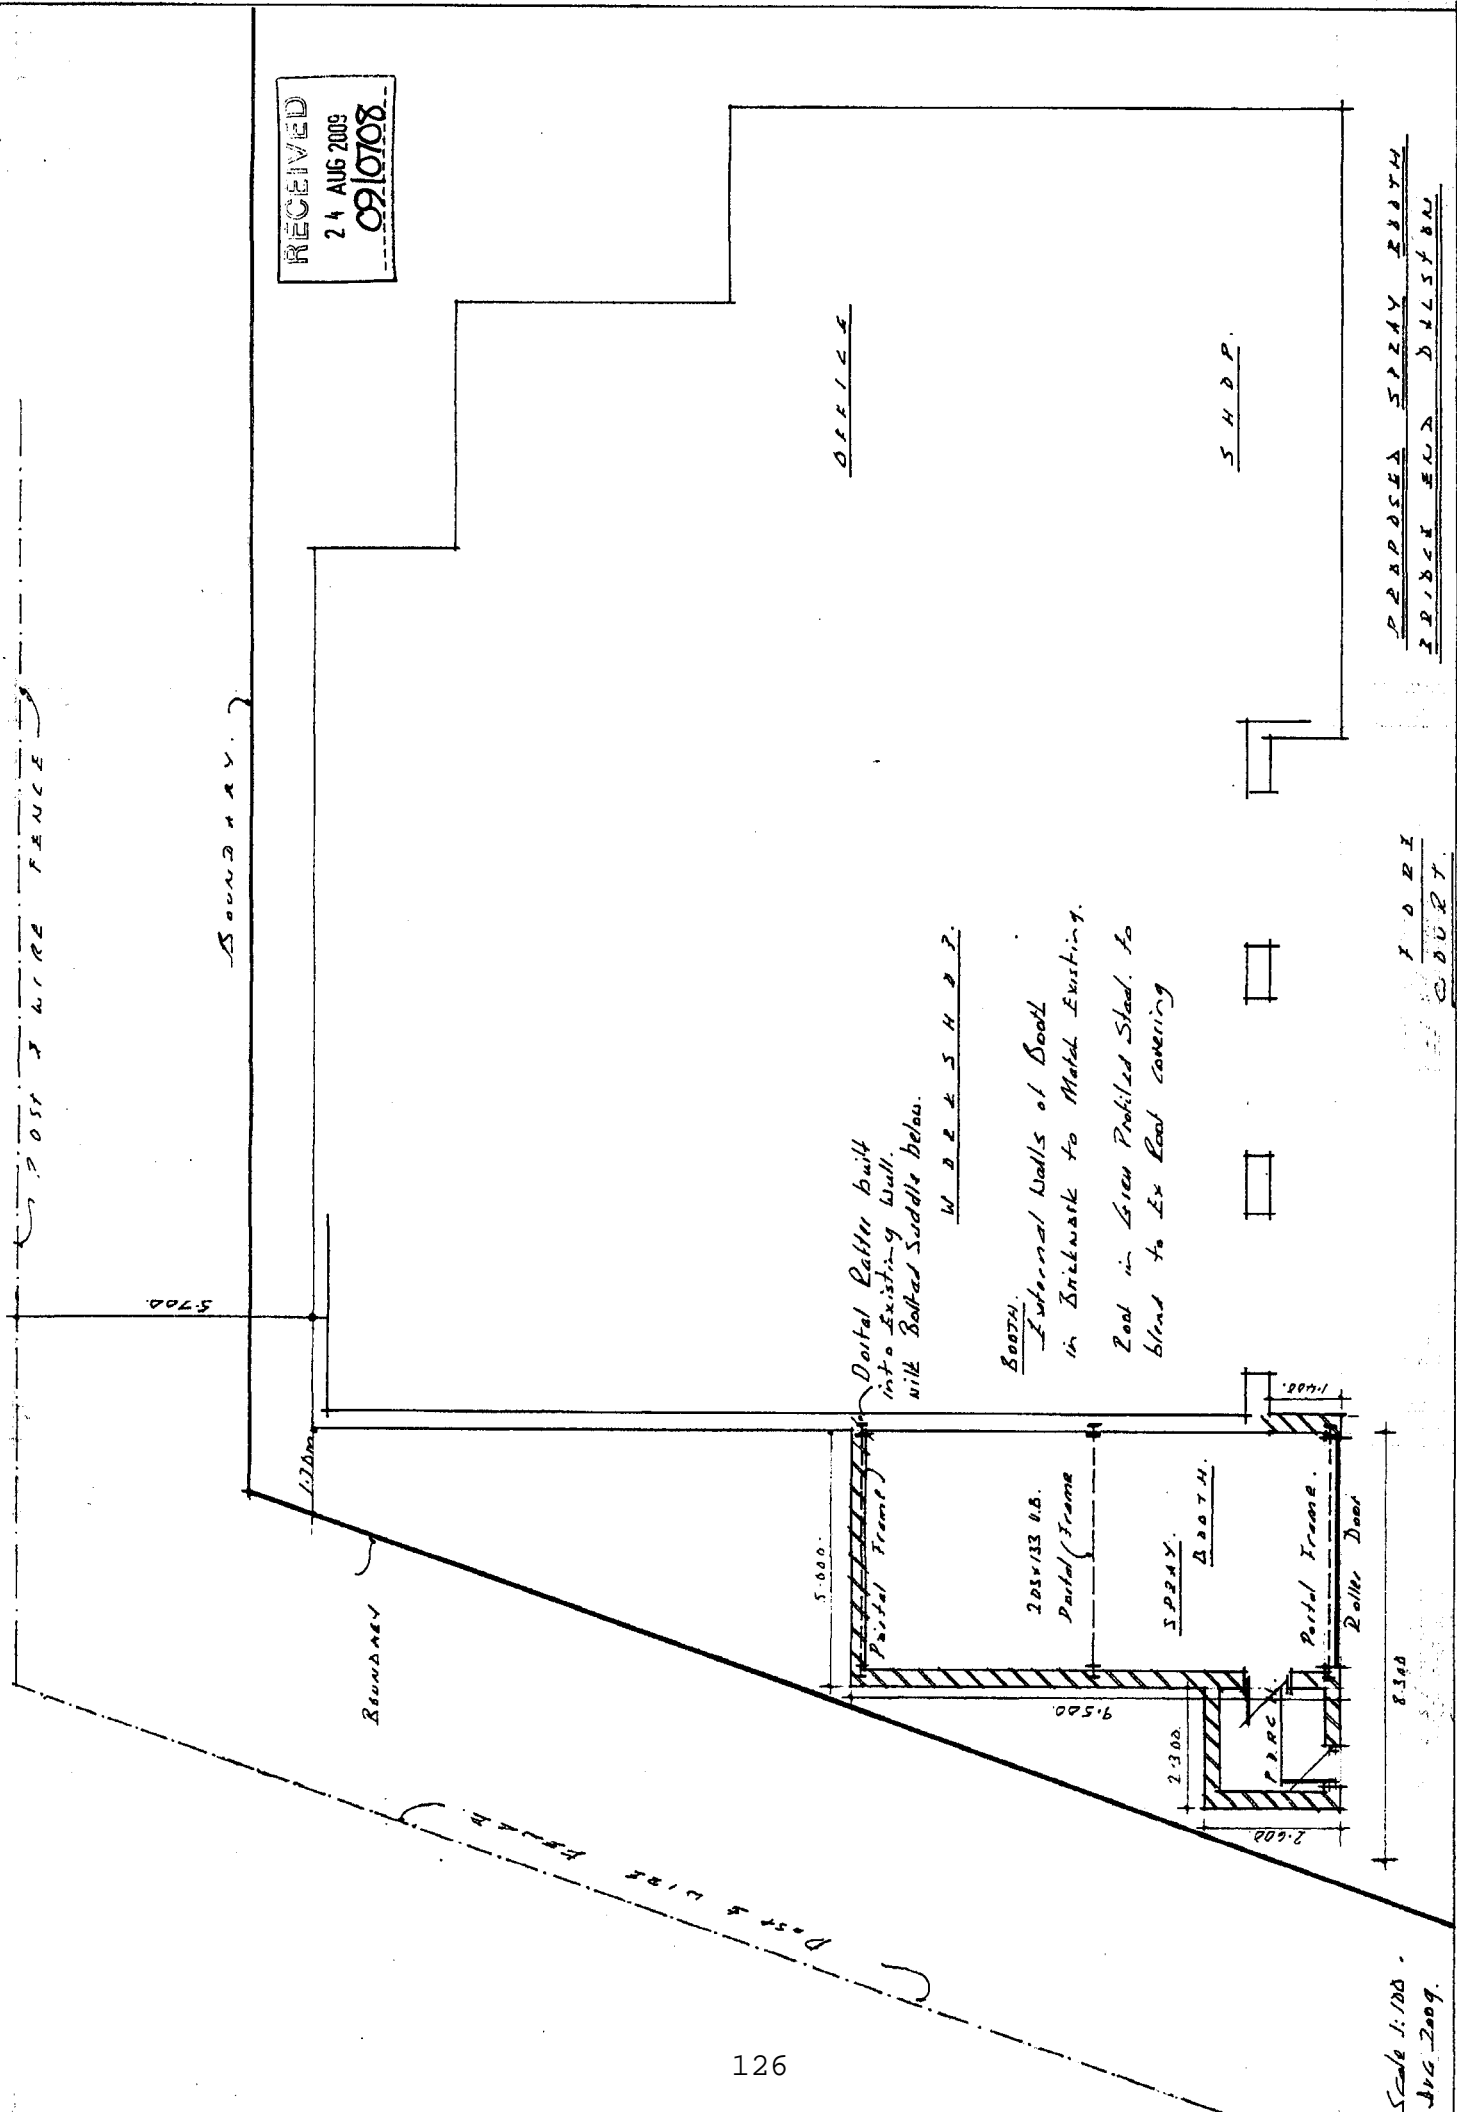 RECEIVED
24 AUG 2009
09/0708
POST & WIRE FENCE
BOUNDARY.
5.700
1.70m
BOUNDARY
Post & WIRE
OFFICE
SHOP.
WORKSHOP.
Portal Rafter built
into Existing Wall.
with Bolted Saddle below.
BOOTH.
External Walls of Booth
in Brickwork to Match Existing.
Roof in Grey Profiled Steel. to
blend to Ex Roof covering
1.400.
5.000.
Portal Frame
203x133 U.B.
Portal Frame
SPRAY.
BOOTH.
Portal Frame.
Roller Door
9.500
2.300.
2.600
8.300
FORE
COURT.
PROPOSED SPRAY BOOTH
BRIDGE END DALSTON
Scale 1:100.
AUG 2009.
126